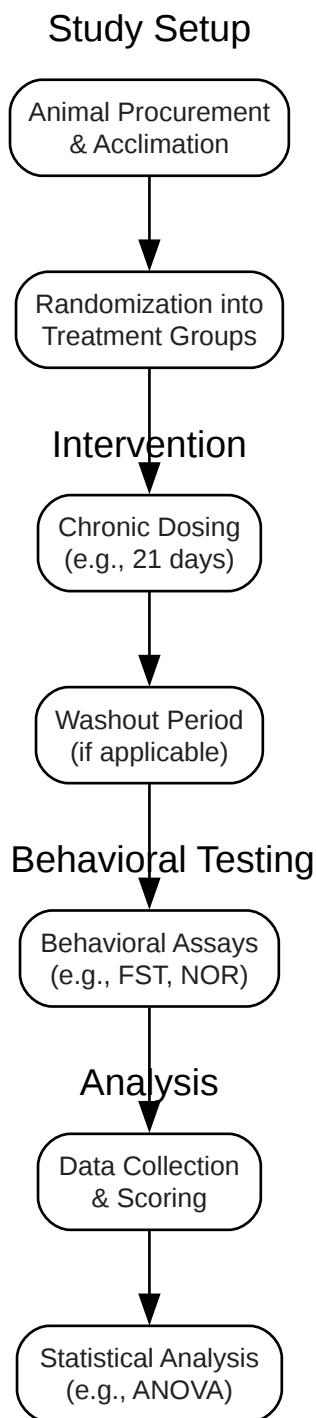 Study Setup
Animal Procurement
& Acclimation
Randomization into
Treatment Groups
Intervention
Chronic Dosing
(e.g., 21 days)
Washout Period
(if applicable)
Behavioral Testing
Behavioral Assays
(e.g., FST, NOR)
Analysis
Data Collection
& Scoring
Statistical Analysis
(e.g., ANOVA)